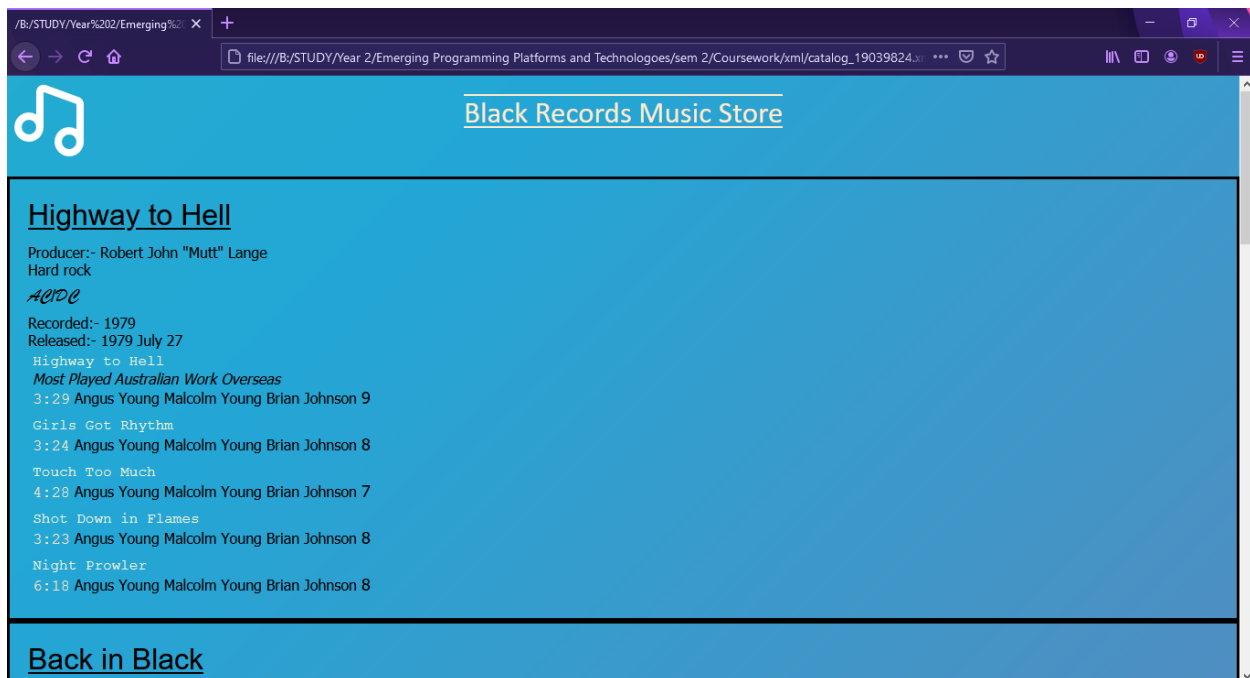 /B:/STUDY/Year%202/Emerging%20
file:///B:/STUDY/Year 2/Emerging Programming Platforms and Technologoes/sem 2/Coursework/xml/catalog_19039824.x
Black Records Music Store
Highway to Hell
Producer:- Robert John "Mutt" Lange
Hard rock
AC/DC
Recorded:- 1979
Released:- 1979 July 27
Highway to Hell
Most Played Australian Work Overseas
3:29 Angus Young Malcolm Young Brian Johnson 9
Girls Got Rhythm
3:24 Angus Young Malcolm Young Brian Johnson 8
Touch Too Much
4:28 Angus Young Malcolm Young Brian Johnson 7
Shot Down in Flames
3:23 Angus Young Malcolm Young Brian Johnson 8
Night Prowler
6:18 Angus Young Malcolm Young Brian Johnson 8
Back in Black